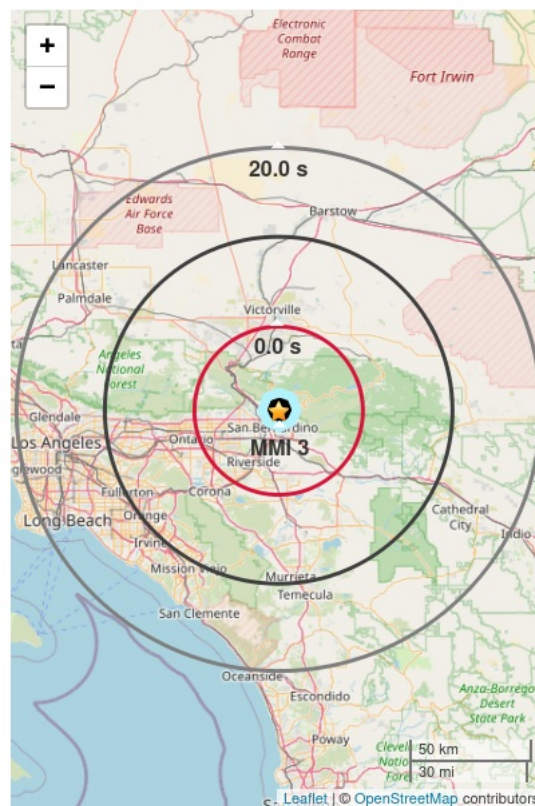 +
−
Electronic
Combat
Range
Fort Irwin
20.0 s
Edwards
Air Force
Base
Barstow
Lancaster
Palmdale
Victorville
0.0 s
Angeles
National
Forest
Glendale
Los Angeles
Ontario
San Bernardino
MMI 3
Riverside
Fullerton
Corona
Long Beach
Orange
Irvine
Cathedral
City
Indio
Mission Viejo
Murrieta
Temecula
San Clemente
Oceanside
Escondido
Anza-Borrego
Desert
State Park
Poway
50 km
30 mi
Leaflet | © OpenStreetMap contributors